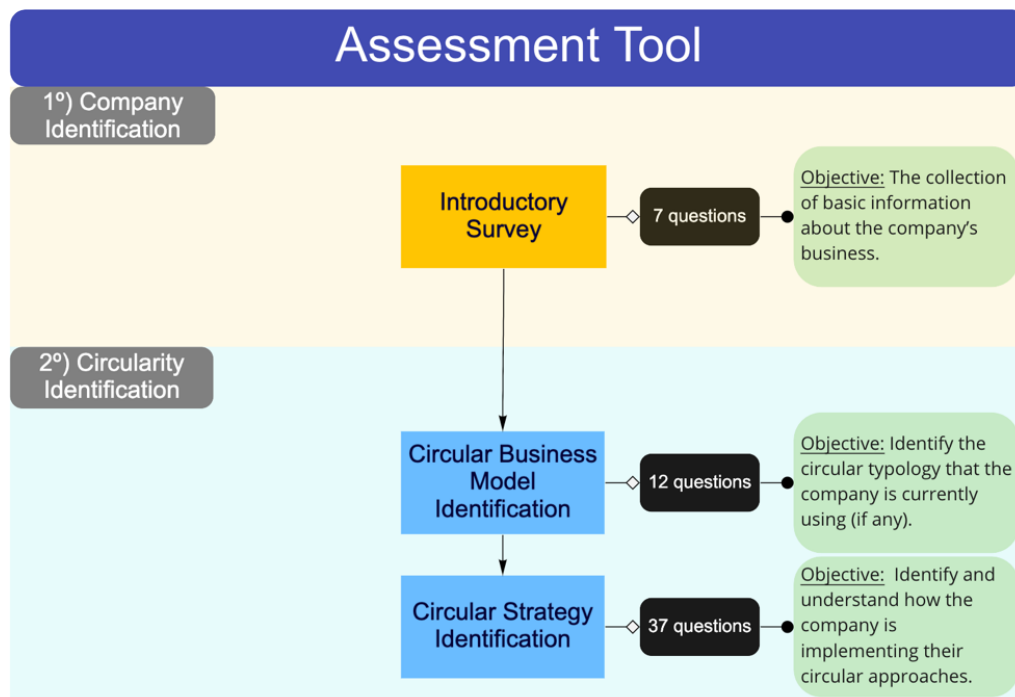 Assessment Tool
1º) Company
Identification
Introductory
Survey
7 questions
Objective: The collection
of basic information
about the company’s
business.
2º) Circularity
Identification
Circular Business
Model
Identification
12 questions
Objective: Identify the
circular typology that the
company is currently
using (if any).
Circular Strategy
Identification
37 questions
Objective: Identify and
understand how the
company is
implementing their
circular approaches.